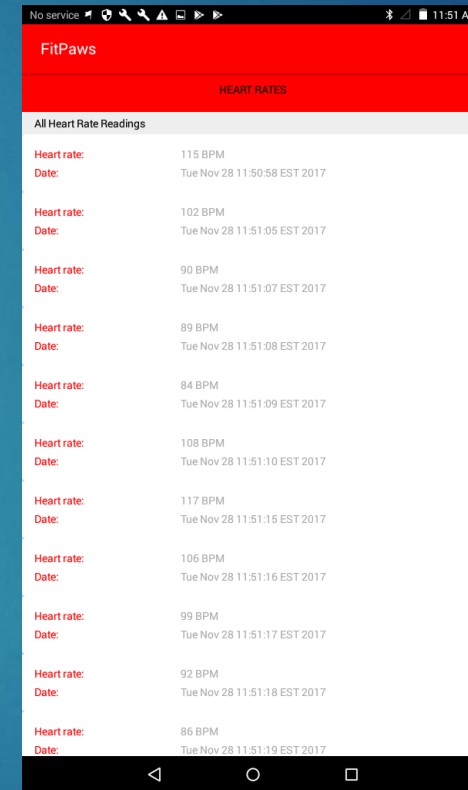 No service 11:51 A
FitPaws
HEART RATES
All Heart Rate Readings
Heart rate: 115 BPM
Date: Tue Nov 28 11:50:58 EST 2017
Heart rate: 102 BPM
Date: Tue Nov 28 11:51:05 EST 2017
Heart rate: 90 BPM
Date: Tue Nov 28 11:51:07 EST 2017
Heart rate: 89 BPM
Date: Tue Nov 28 11:51:08 EST 2017
Heart rate: 84 BPM
Date: Tue Nov 28 11:51:09 EST 2017
Heart rate: 108 BPM
Date: Tue Nov 28 11:51:10 EST 2017
Heart rate: 117 BPM
Date: Tue Nov 28 11:51:15 EST 2017
Heart rate: 106 BPM
Date: Tue Nov 28 11:51:16 EST 2017
Heart rate: 99 BPM
Date: Tue Nov 28 11:51:17 EST 2017
Heart rate: 92 BPM
Date: Tue Nov 28 11:51:18 EST 2017
Heart rate: 86 BPM
Date: Tue Nov 28 11:51:19 EST 2017